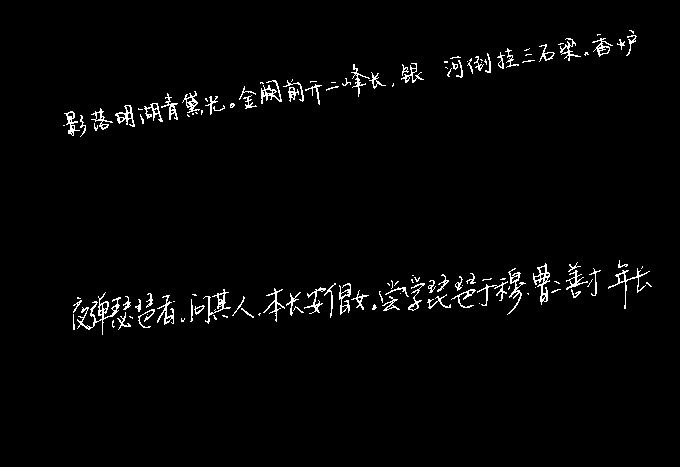 影落明湖青黛光。金阙前开二峰长,银 河倒挂三石梁。香炉
夜弹琵琶者,问其人,本长安倡女。尝学琵琶于穆、曹二善才 年长